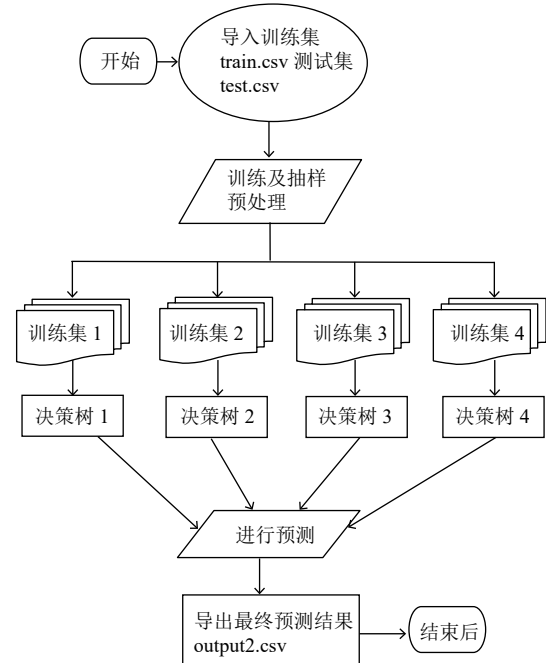 开始
导入训练集
train.csv 测试集
test.csv
训练及抽样
预处理
训练集 1
训练集 2
训练集 3
训练集 4
决策树 1
决策树 2
决策树 3
决策树 4
进行预测
导出最终预测结果
output2.csv
结束后